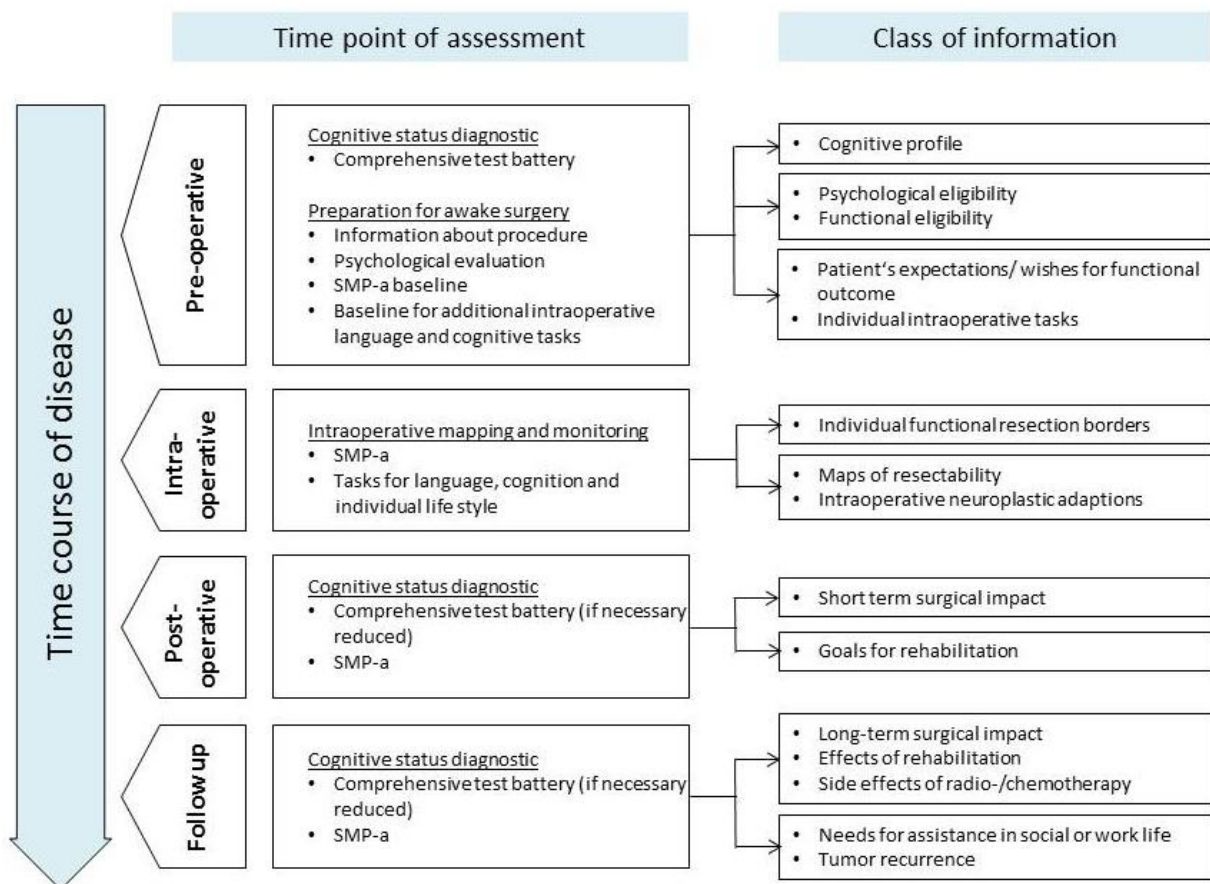 Time point of assessment
Class of information
Time course of disease
Pre-operative
Cognitive status diagnostic
• Comprehensive test battery
Preparation for awake surgery
• Information about procedure
• Psychological evaluation
• SMP-a baseline
• Baseline for additional intraoperative
language and cognitive tasks
• Cognitive profile
• Psychological eligibility
• Functional eligibility
• Patient's expectations/ wishes for functional
outcome
• Individual intraoperative tasks
Intra-
operative
Intraoperative mapping and monitoring
• SMP-a
• Tasks for language, cognition and
individual life style
• Individual functional resection borders
• Maps of resectability
• Intraoperative neuroplastic adaptions
Post-
operative
Cognitive status diagnostic
• Comprehensive test battery (if necessary
reduced)
• SMP-a
• Short term surgical impact
• Goals for rehabilitation
Follow up
Cognitive status diagnostic
• Comprehensive test battery (if necessary
reduced)
• SMP-a
• Long-term surgical impact
• Effects of rehabilitation
• Side effects of radio-/chemotherapy
• Needs for assistance in social or work life
• Tumor recurrence